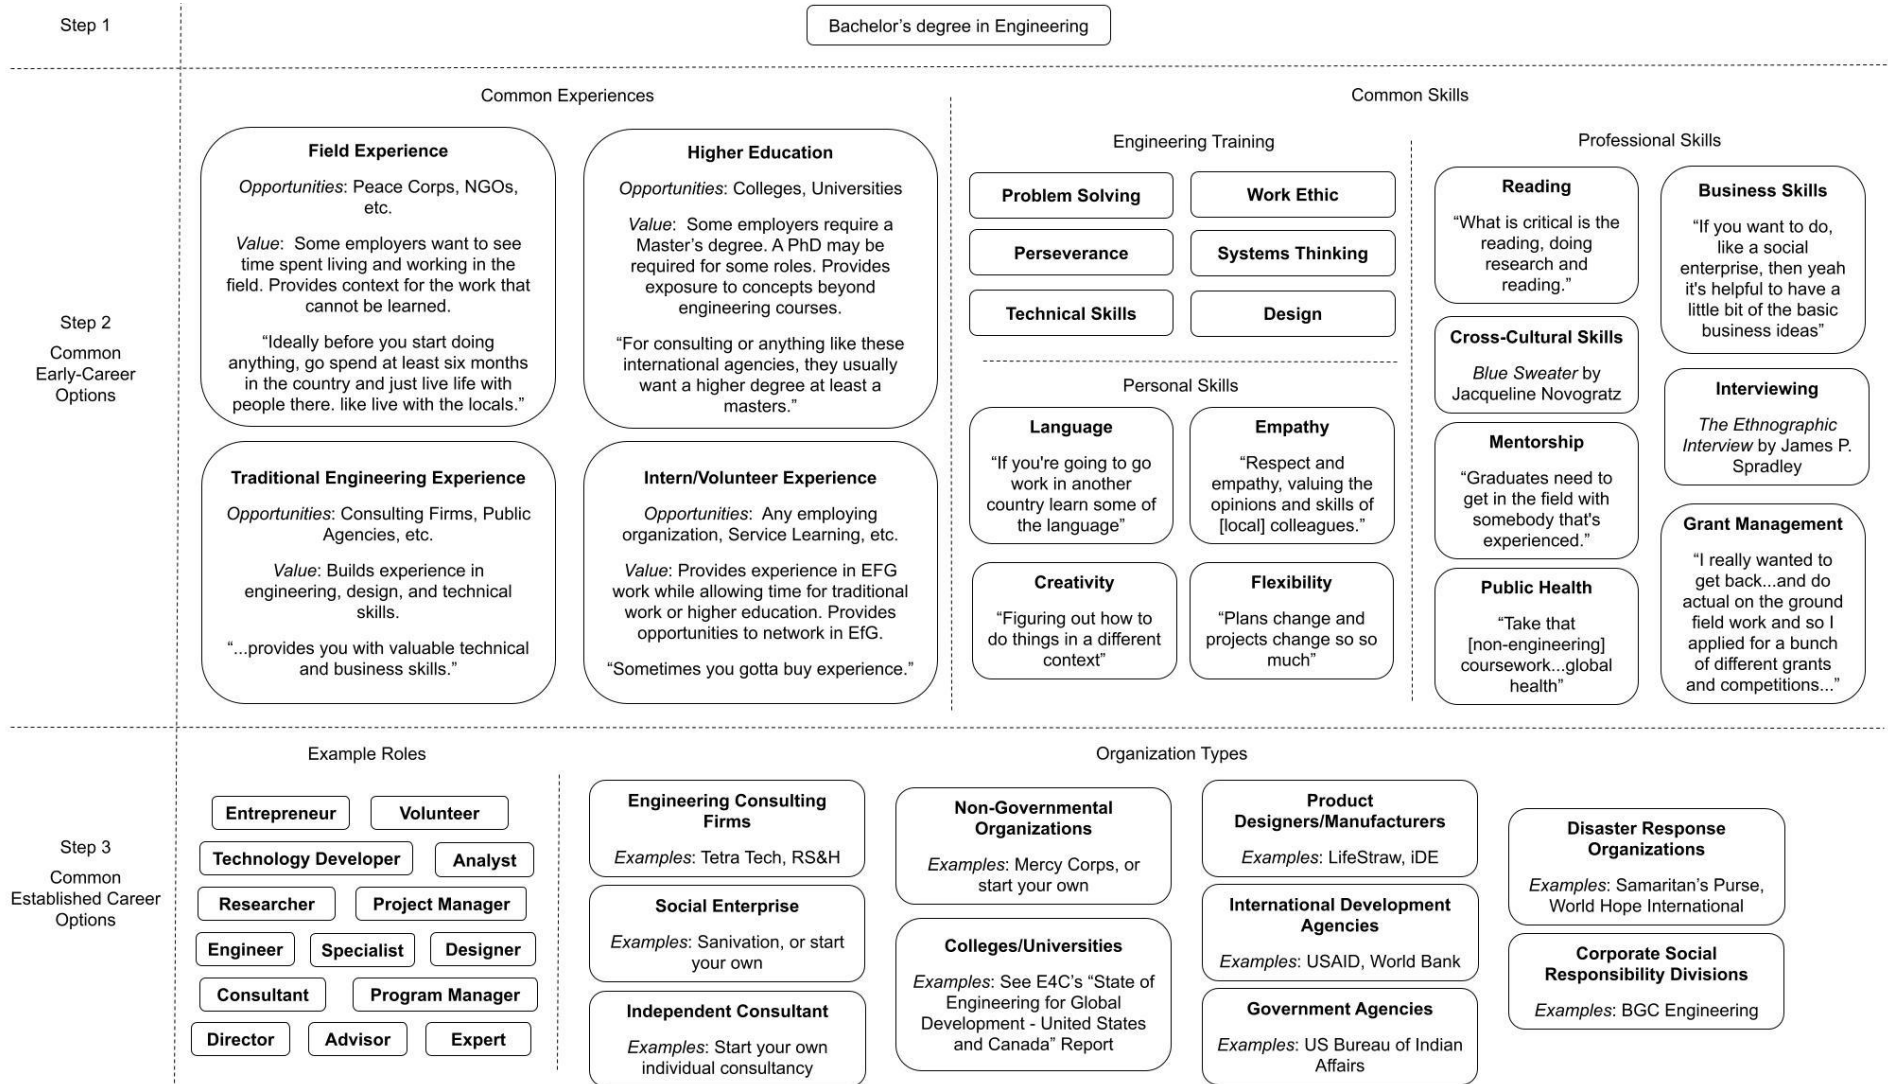 Step 1
Bachelor’s degree in Engineering
Step 2
Common
Early-Career
Options
Common Experiences
Field Experience
Opportunities: Peace Corps, NGOs,
etc.
Value:  Some employers want to see
time spent living and working in the
field. Provides context for the work that
cannot be learned.
“Ideally before you start doing
anything, go spend at least six months
in the country and just live life with
people there. like live with the locals.”
Higher Education
Opportunities: Colleges, Universities
Value:  Some employers require a
Master’s degree. A PhD may be
required for some roles. Provides
exposure to concepts beyond
engineering courses.
“For consulting or anything like these
international agencies, they usually
want a higher degree at least a
masters.”
Traditional Engineering Experience
Opportunities: Consulting Firms, Public
Agencies, etc.
Value: Builds experience in
engineering, design, and technical
skills.
“...provides you with valuable technical
and business skills.”
Intern/Volunteer Experience
Opportunities:  Any employing
organization, Service Learning, etc.
Value: Provides experience in EFG
work while allowing time for traditional
work or higher education. Provides
opportunities to network in EfG.
“Sometimes you gotta buy experience.”
Common Skills
Engineering Training
Problem Solving
Work Ethic
Perseverance
Systems Thinking
Technical Skills
Design
Personal Skills
Language
“If you're going to go
work in another
country learn some of
the language”
Empathy
“Respect and
empathy, valuing the
opinions and skills of
[local] colleagues.”
Creativity
“Figuring out how to
do things in a different
context”
Flexibility
“Plans change and
projects change so so
much”
Professional Skills
Reading
“What is critical is the
reading, doing
research and
reading.”
Business Skills
“If you want to do,
like a social
enterprise, then yeah
it's helpful to have a
little bit of the basic
business ideas”
Cross-Cultural Skills
Blue Sweater by
Jacqueline Novogratz
Interviewing
The Ethnographic
Interview by James P.
Spradley
Mentorship
“Graduates need to
get in the field with
somebody that's
experienced.”
Grant Management
“I really wanted to
get back...and do
actual on the ground
field work and so I
applied for a bunch
of different grants
and competitions...”
Public Health
“Take that
[non-engineering]
coursework...global
health”
Step 3
Common
Established Career
Options
Example Roles
Entrepreneur
Volunteer
Technology Developer
Analyst
Researcher
Project Manager
Engineer
Specialist
Designer
Consultant
Program Manager
Director
Advisor
Expert
Organization Types
Engineering Consulting
Firms
Examples: Tetra Tech, RS&H
Social Enterprise
Examples: Sanivation, or start
your own
Independent Consultant
Examples: Start your own
individual consultancy
Non-Governmental
Organizations
Examples: Mercy Corps, or
start your own
Colleges/Universities
Examples: See E4C’s “State of
Engineering for Global
Development - United States
and Canada” Report
Product
Designers/Manufacturers
Examples: LifeStraw, iDE
International Development
Agencies
Examples: USAID, World Bank
Government Agencies
Examples: US Bureau of Indian
Affairs
Disaster Response
Organizations
Examples: Samaritan’s Purse,
World Hope International
Corporate Social
Responsibility Divisions
Examples: BGC Engineering